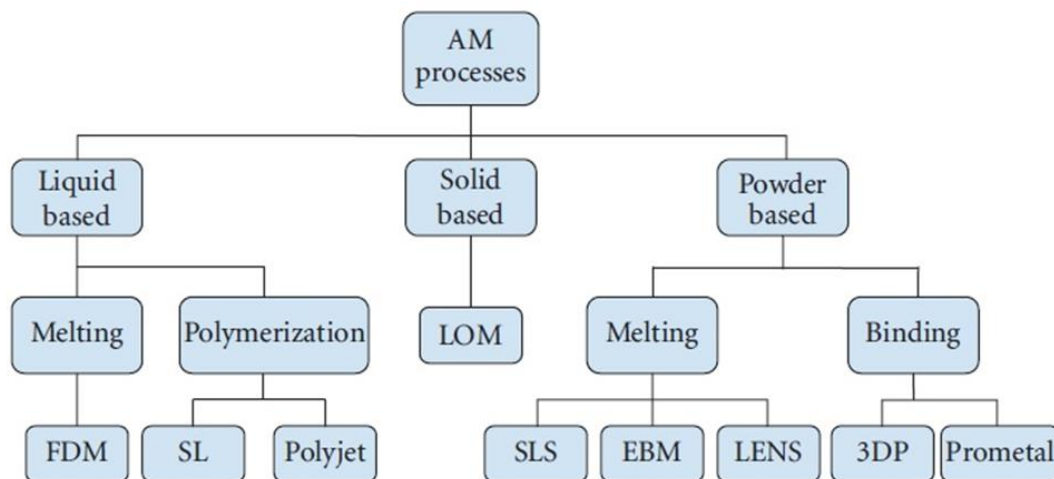 AM
processes
Liquid
based
Solid
based
Powder
based
Melting
Polymerization
LOM
Melting
Binding
FDM
SL
Polyjet
SLS
EBM
LENS
3DP
Prometal